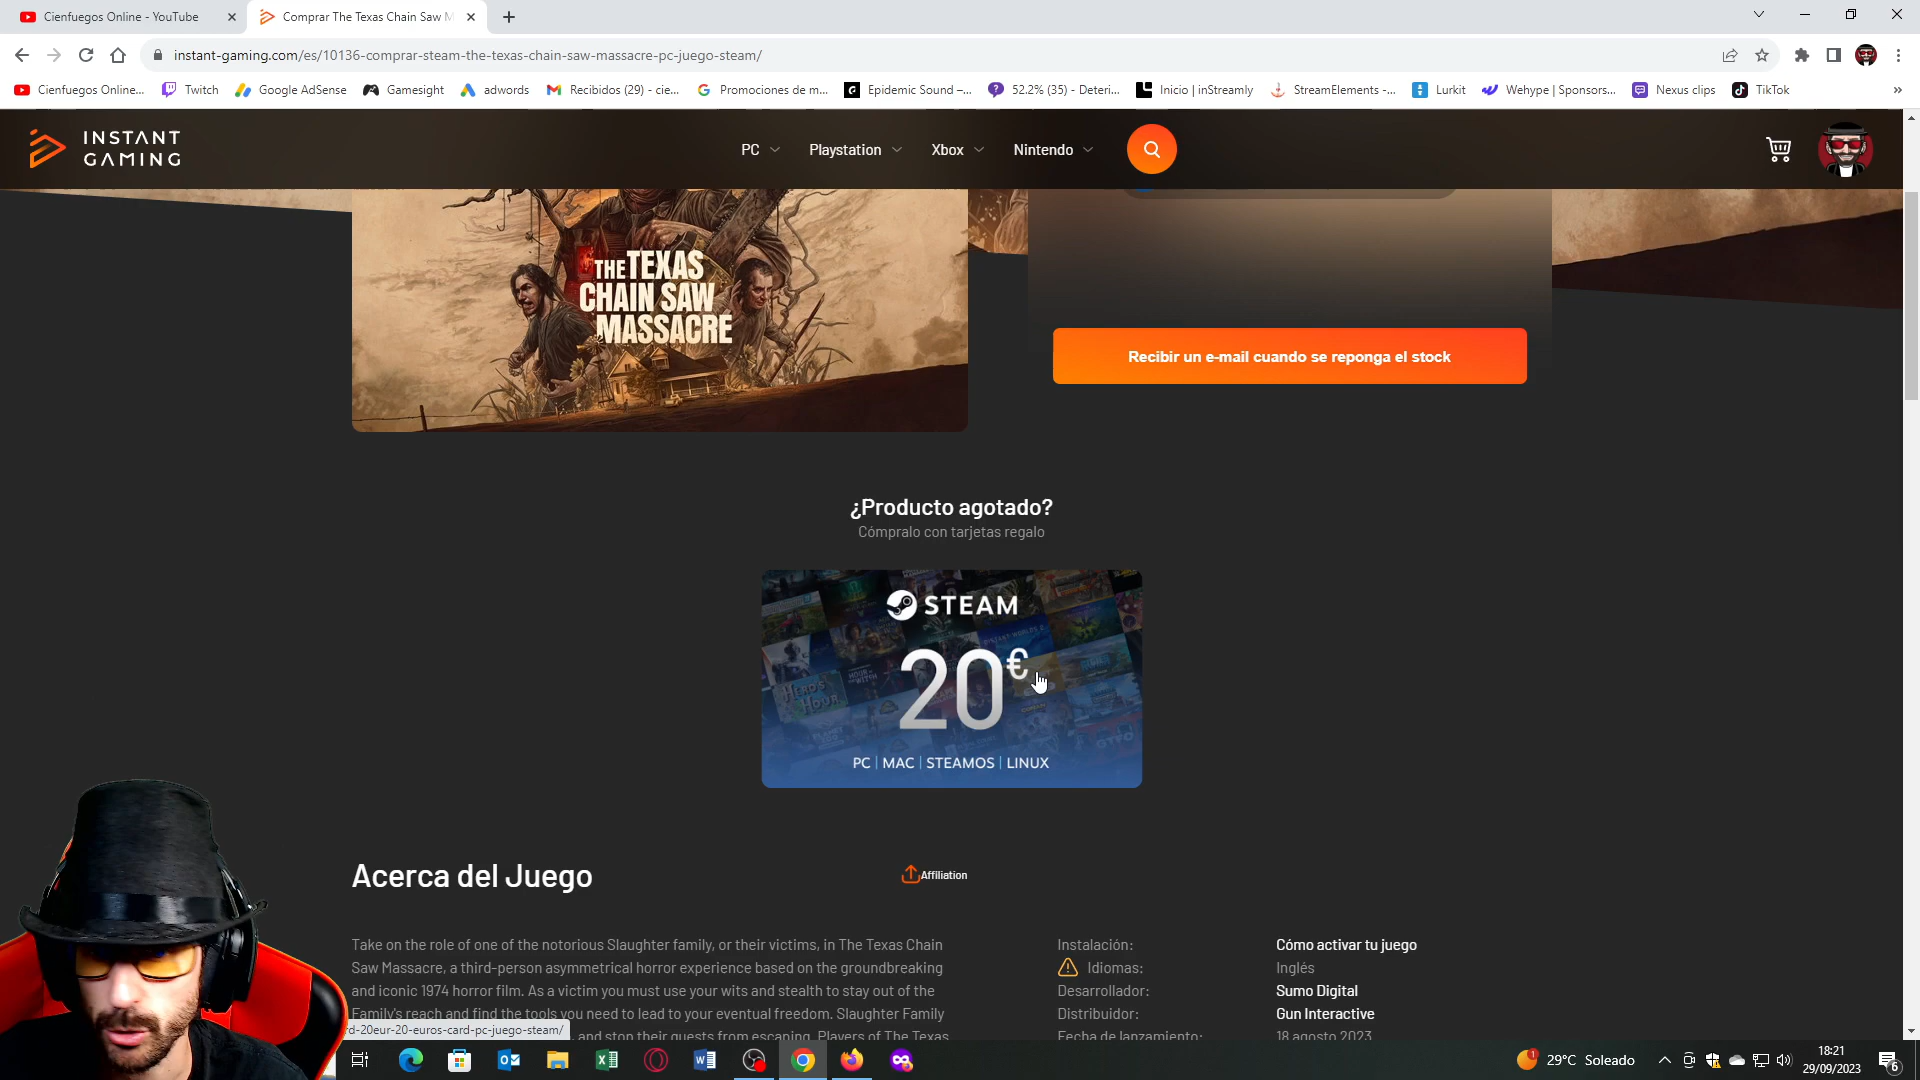 Cienfuegos Online - YouTube
Comprar The Texas Chain Saw M
instant-gaming.com/es/10136-comprar-steam-the-texas-chain-saw-massacre-pc-juego-steam/
Cienfuegos Online...
Twitch
Google AdSense
Gamesight
adwords
Recibidos (29) - cie...
Promociones de m...
Epidemic Sound –...
52.2% (35) - Deteri...
Inicio | inStreamly
StreamElements -...
Lurkit
Wehype | Sponsors...
Nexus clips
TikTok
»
INSTANT
GAMING
PC
Playstation
Xbox
Nintendo
THE TEXAS
CHAIN SAW
MASSACRE
Recibir un e-mail cuando se reponga el stock
¿Producto agotado?
Cómpralo con tarjetas regalo
STEAM
20€
PC | MAC | STEAMOS | LINUX
Acerca del Juego
Affiliation
Take on the role of one of the notorious Slaughter family, or their victims, in The Texas Chain
Saw Massacre, a third-person asymmetrical horror experience based on the groundbreaking
and iconic 1974 horror film. As a victim you must use your wits and stealth to stay out of the
Family's reach and find the tools you need to lead to your eventual freedom. Slaughter Family
, and stop their guests from escaping. Players of The Texas
Instalación:
Cómo activar tu juego
Idiomas:
Inglés
Desarrollador:
Sumo Digital
Distribuidor:
Gun Interactive
Fecha de lanzamiento:
18 agosto 2023
rd-20eur-20-euros-card-pc-juego-steam/
1
29°C Soleado
18:21
29/09/2023
6